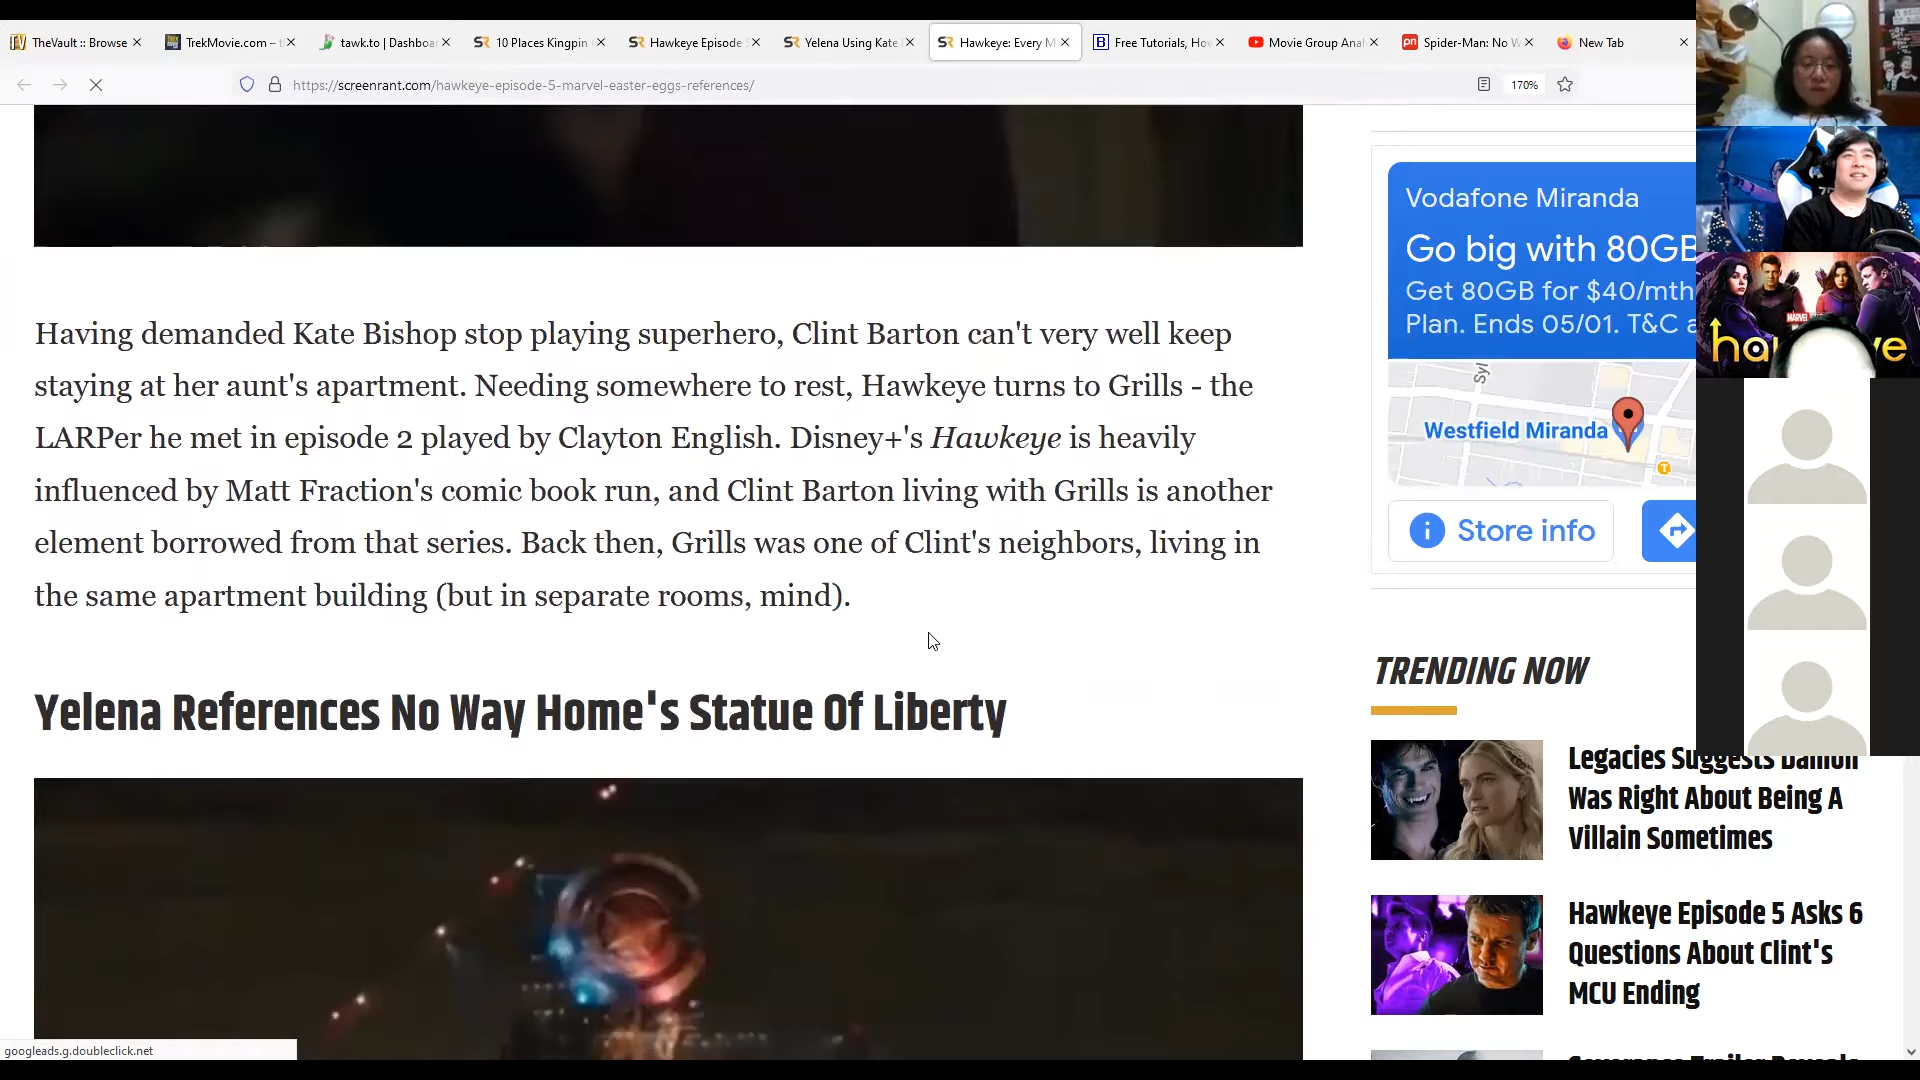 TheVault :: Browse
TrekMovie.com –
tawk.to | Dashboa
10 Places Kingpin
Hawkeye Episode
Yelena Using Kate
Hawkeye: Every M
Free Tutorials, How
Movie Group Anal
Spider-Man: No W
New Tab
https://screenrant.com/hawkeye-episode-5-marvel-easter-eggs-references/
170%
Having demanded Kate Bishop stop playing superhero, Clint Barton can't very well keep
staying at her aunt's apartment. Needing somewhere to rest, Hawkeye turns to Grills - the
LARPer he met in episode 2 played by Clayton English. Disney+'s Hawkeye is heavily
influenced by Matt Fraction's comic book run, and Clint Barton living with Grills is another
element borrowed from that series. Back then, Grills was one of Clint's neighbors, living in
the same apartment building (but in separate rooms, mind).
Yelena References No Way Home's Statue Of Liberty
Vodafone Miranda
Go big with 80GB
Get 80GB for $40/mth
Plan. Ends 05/01. T&C
Syl
Westfield Miranda
Store info
TRENDING NOW
Legacies Suggests Damon
Was Right About Being A
Villain Sometimes
Hawkeye Episode 5 Asks 6
Questions About Clint's
MCU Ending
MARVEL
ha
ye
googleads.g.doubleclick.net